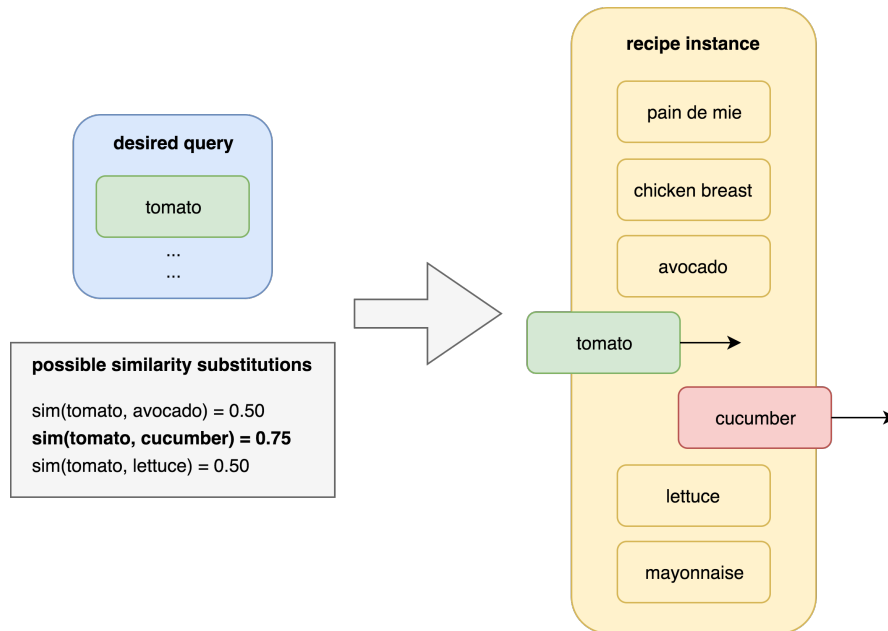 desired query
tomato
...
...
possible similarity substitutions
sim(tomato, avocado) = 0.50
sim(tomato, cucumber) = 0.75
sim(tomato, lettuce) = 0.50
recipe instance
pain de mie
chicken breast
avocado
tomato
cucumber
lettuce
mayonnaise